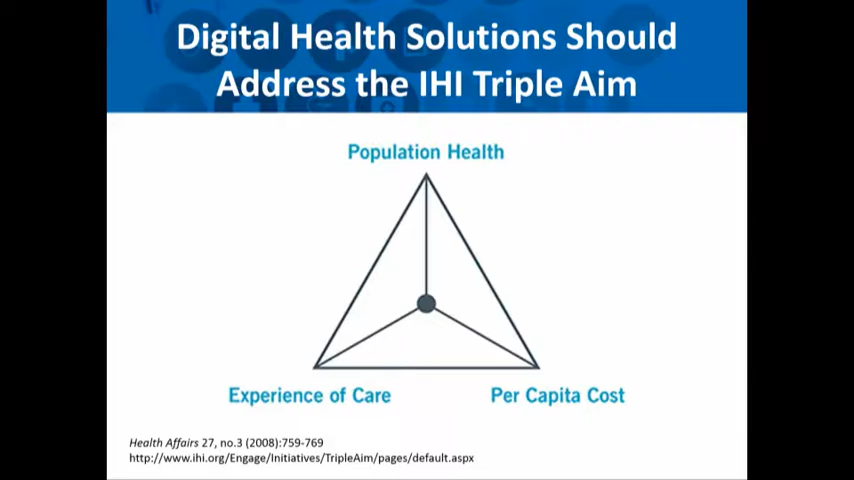 Digital Health Solutions Should
Address the IHI Triple Aim
Population Health
Experience of Care
Per Capita Cost
Health Affairs 27, no.3 (2008):759-769
http://www.ihi.org/Engage/Initiatives/TripleAim/pages/default.aspx